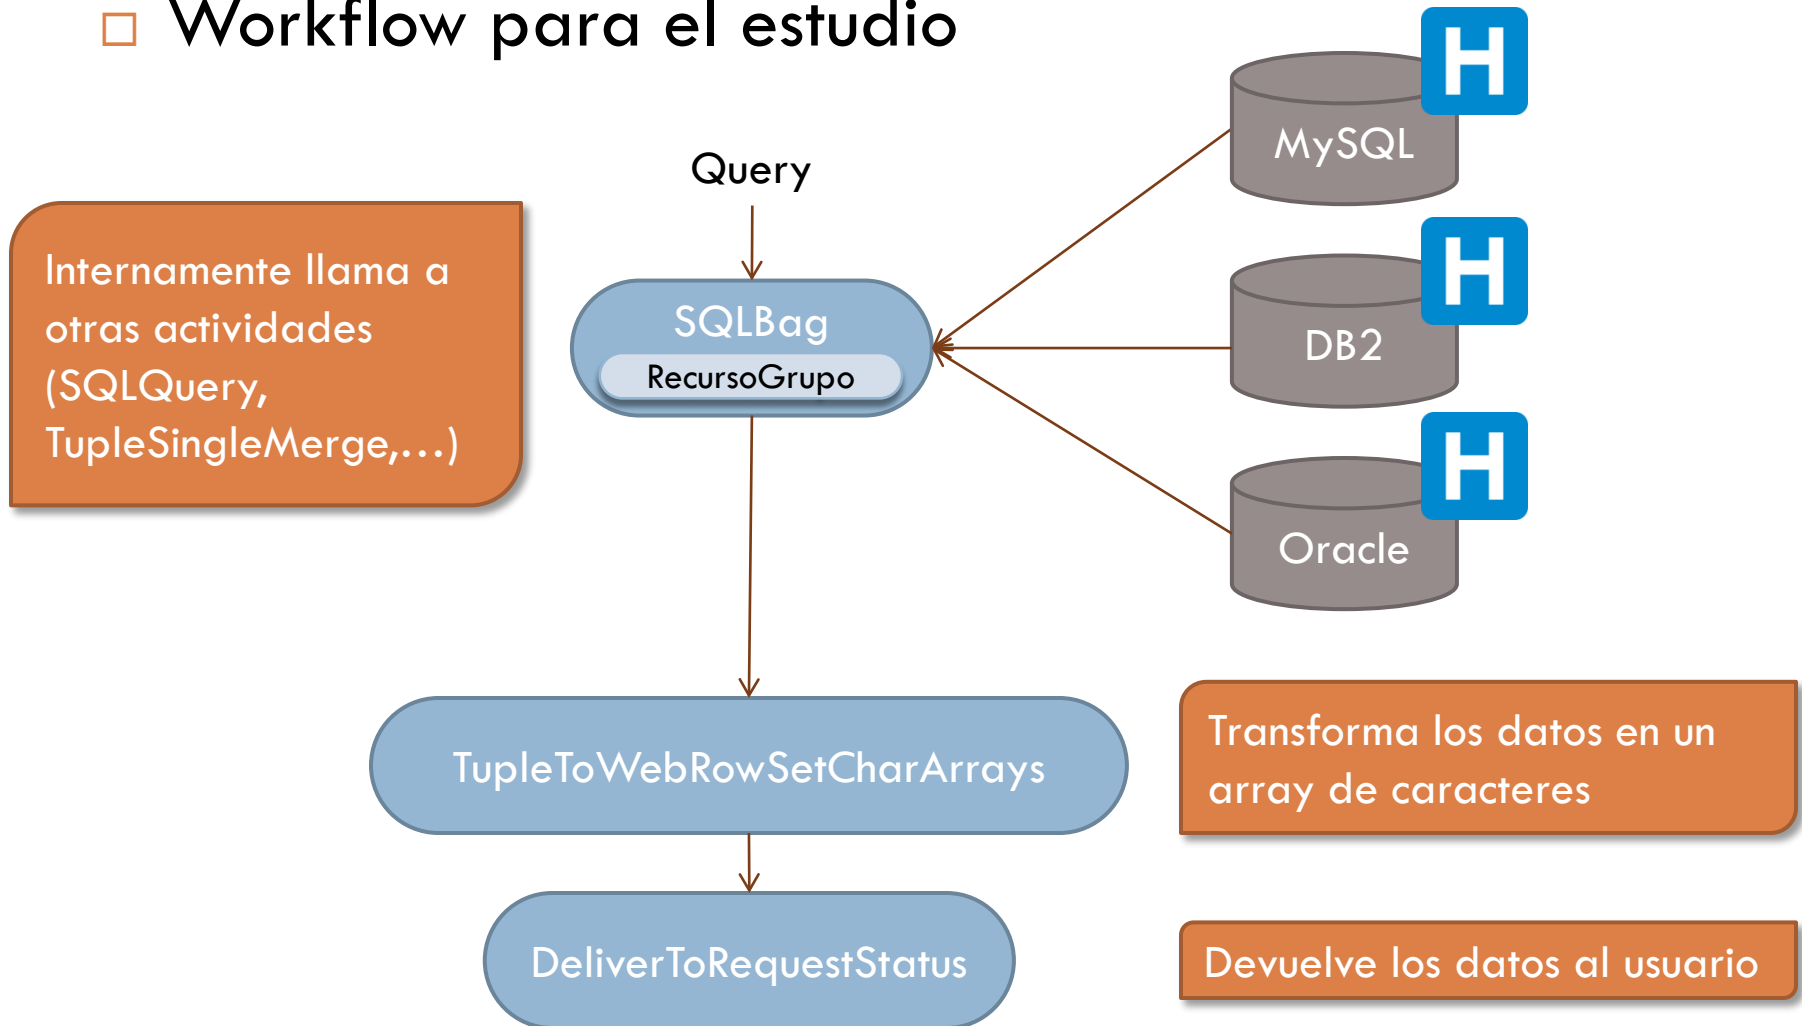 Workflow para el estudio
H
MySQL
Query
Internamente llama a
otras actividades
(SQLQuery,
TupleSingleMerge,...)
H
SQLBag
DB2
RecursoGrupo
H
Oracle
TupleToWebRowSetCharArrays
Transforma los datos en un
array de caracteres
DeliverToRequestStatus
Devuelve los datos al usuario